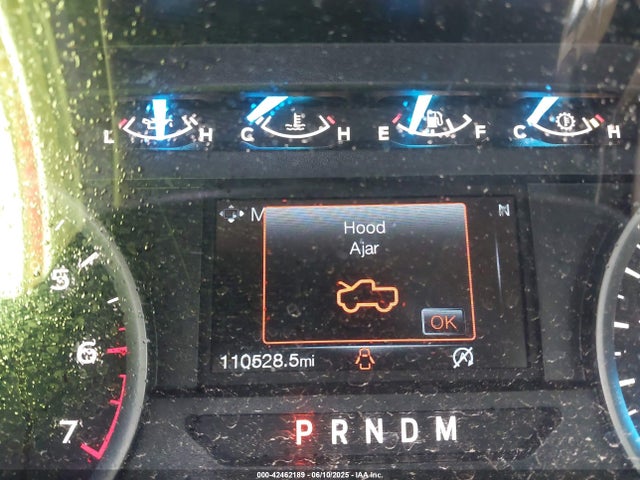 L H C H E F C H
M
N
Hood
Ajar
OK
110528.5mi
5
6
7
P R N D M
000-42462189 - 06/10/2025 - IAA Inc.